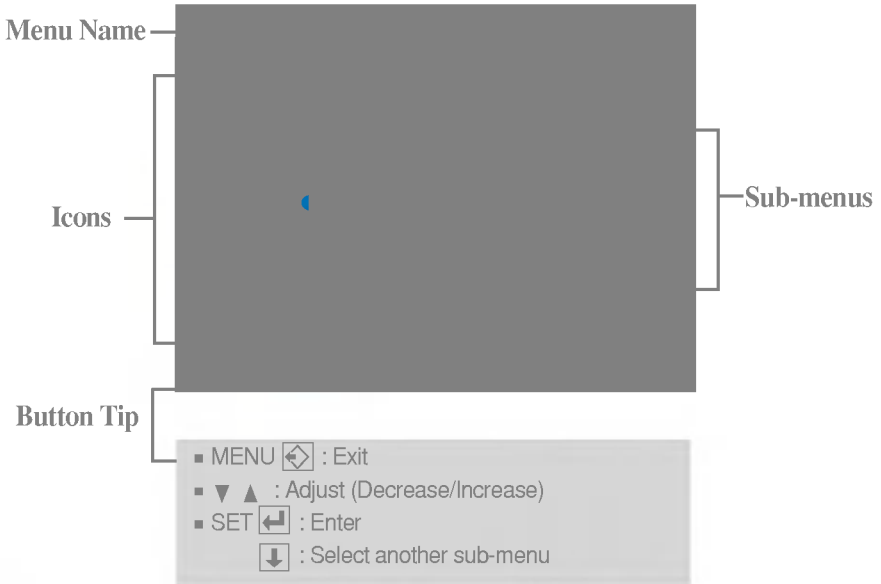 Menu Name
Icons
Sub-menus
Button Tip
▪ MENU : Exit
▪ ▼ ▲ : Adjust (Decrease/Increase)
▪ SET ↵ : Enter
⬇ : Select another sub-menu